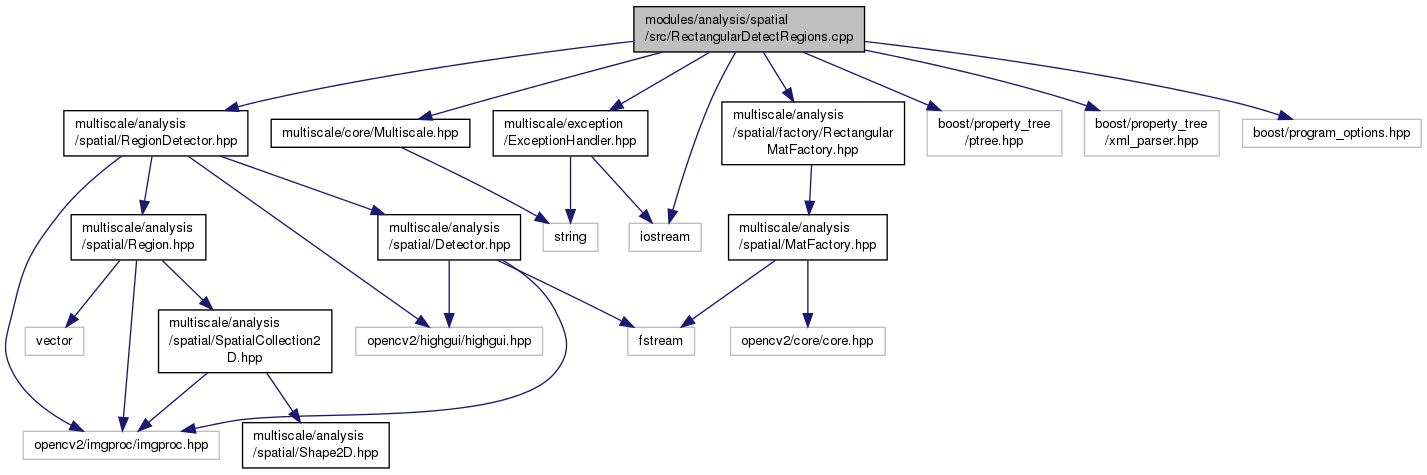 modules/analysis/spatial
/src/RectangularDetectRegions.cpp
multiscale/analysis
/spatial/RegionDetector.hpp
multiscale/core/Multiscale.hpp
multiscale/exception
/ExceptionHandler.hpp
multiscale/analysis
/spatial/factory/Rectangular
MatFactory.hpp
boost/property_tree
/ptree.hpp
boost/property_tree
/xml_parser.hpp
boost/program_options.hpp
multiscale/analysis
/spatial/Region.hpp
multiscale/analysis
/spatial/Detector.hpp
string
iostream
multiscale/analysis
/spatial/MatFactory.hpp
vector
multiscale/analysis
/spatial/SpatialCollection2
D.hpp
opencv2/highgui/highgui.hpp
fstream
opencv2/core/core.hpp
opencv2/imgproc/imgproc.hpp
multiscale/analysis
/spatial/Shape2D.hpp